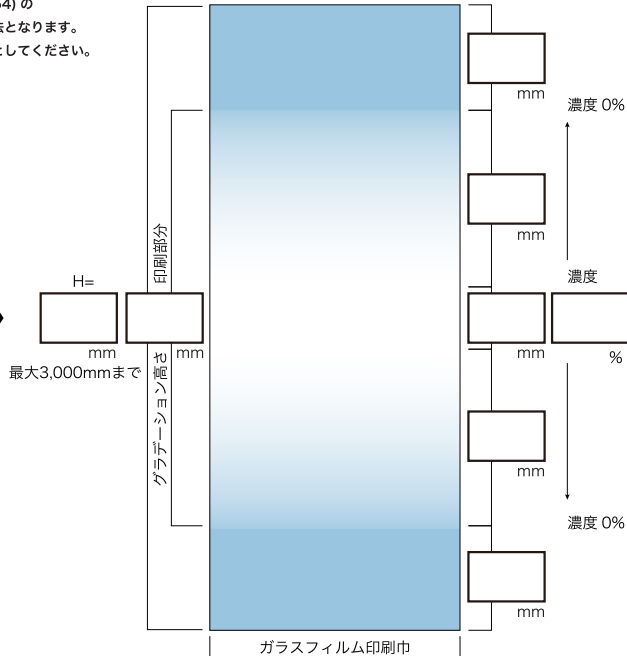 4) の
法となります。
としてください。
mm
濃度 0%
mm
印刷部分
H=
濃度
mm
mm
mm
%
最大3,000mmまで
グラデーション高さ
mm
濃度 0%
mm
ガラスフィルム印刷巾